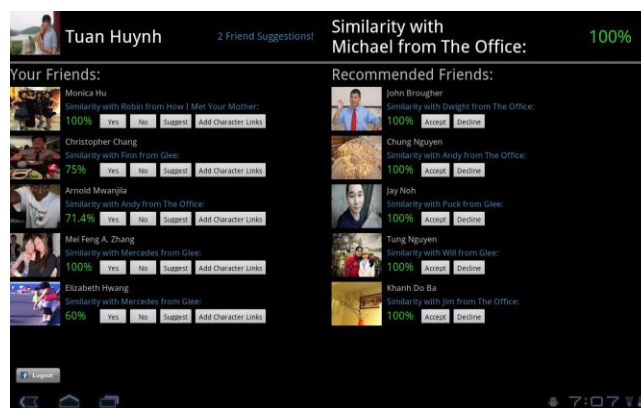 Tuan Huynh
2 Friend Suggestions!
Similarity with
Michael from The Office:
100%
Your Friends:
Monica Hu
Similarity with Robin from How I Met Your Mother:
100% Yes No Suggest Add Character Links
Christopher Chang
Similarity with Finn from Glee:
75% Yes No Suggest Add Character Links
Arnold Mwanjila
Similarity with Andy from The Office:
71.4% Yes No Suggest Add Character Links
Mei Feng A. Zhang
Similarity with Mercedes from Glee:
100% Yes No Suggest Add Character Links
Elizabeth Hwang
Similarity with Mercedes from Glee:
60% Yes No Suggest Add Character Links
Recommended Friends:
John Brougher
Similarity with Dwight from The Office:
100% Accept Decline
Chung Nguyen
Similarity with Andy from The Office:
100% Accept Decline
Jay Noh
Similarity with Puck from Glee:
100% Accept Decline
Tung Nguyen
Similarity with Will from Glee:
100% Accept Decline
Khanh Do Ba
Similarity with Jim from The Office:
100% Accept Decline
f Logout
7:07